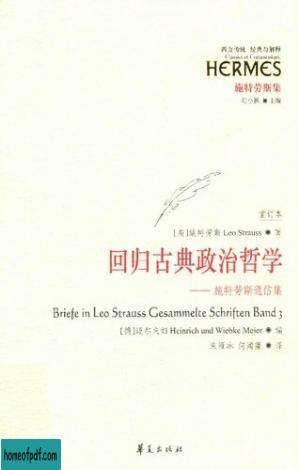 西方传统 经典与解释
Classici et Commentarii
HERMES
施特劳斯集
刘小枫 ● 主编
重订本
[美]施特劳斯 Leo Strauss ● 著
回归古典政治哲学
——施特劳斯通信集
Briefe in Leo Strauss Gesammelte Schriften Band 3
[德]迈尔夫妇 Heinrich und Wiebke Meier ● 编
朱雁冰 何鸿藻 ● 译
华夏出版社
homeofpdf.com